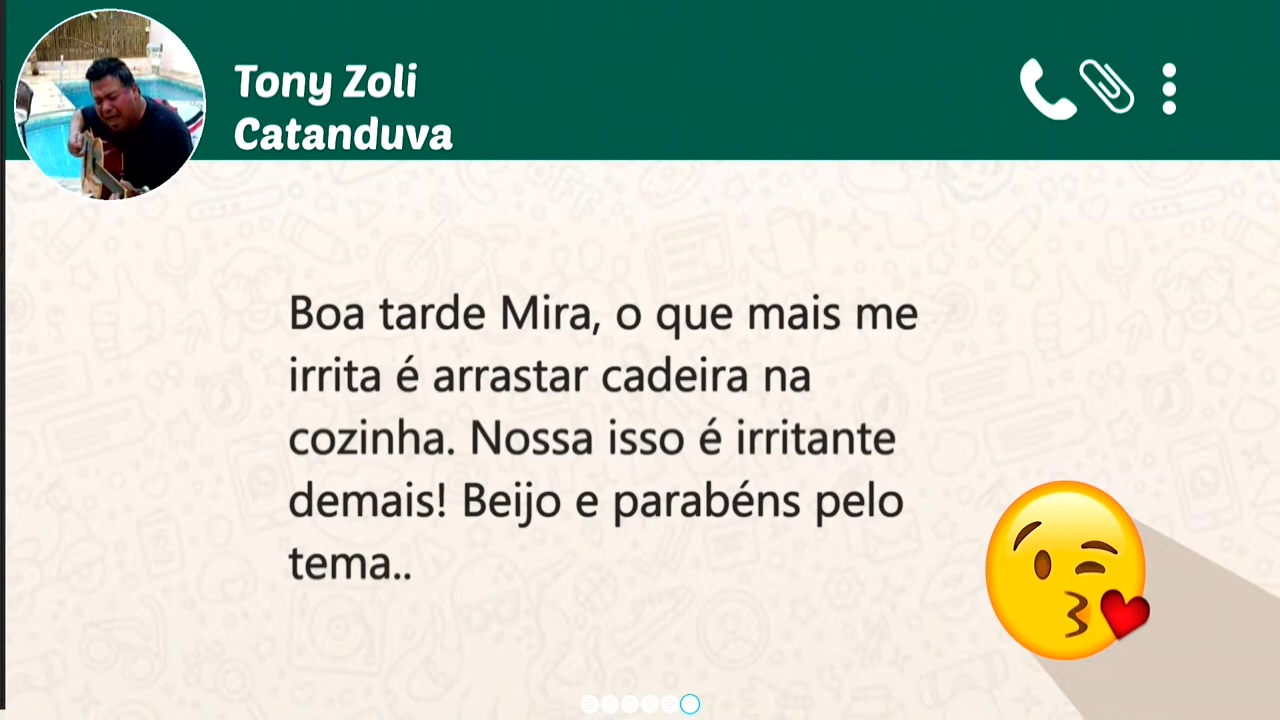 Tony Zoli
Catanduva
Boa tarde Mira, o que mais me
irrita é arrastar cadeira na
cozinha. Nossa isso é irritante
demais! Beijo e parabéns pelo
tema..